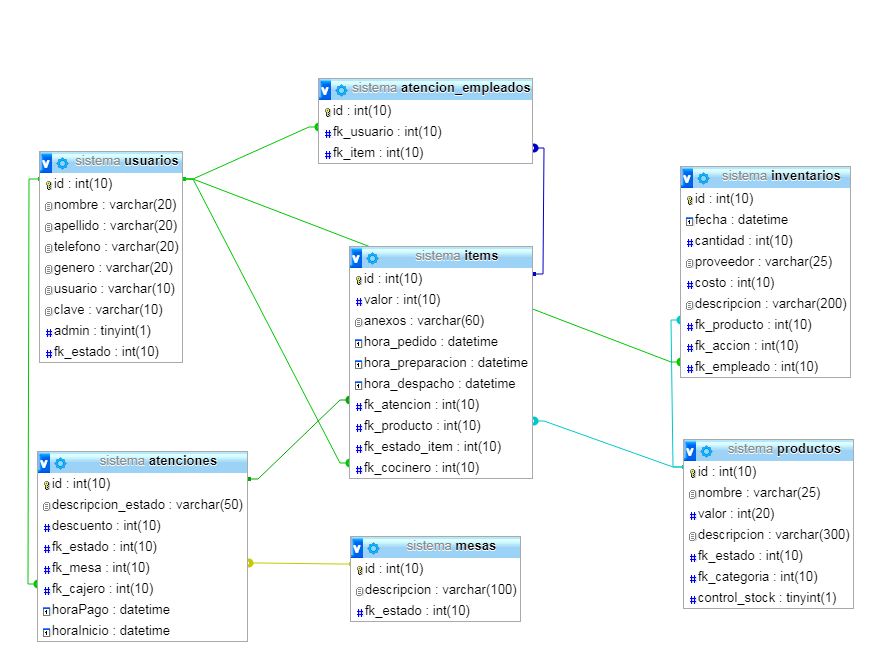 sistema atencion_empleados
id : int(10)
fk_usuario : int(10)
fk_item : int(10)
sistema usuarios
id : int(10)
nombre : varchar(20)
apellido : varchar(20)
telefono : varchar(20)
genero : varchar(20)
usuario : varchar(10)
clave : varchar(10)
admin : tinyint(1)
fk_estado : int(10)
sistema inventarios
id : int(10)
fecha : datetime
cantidad : int(10)
proveedor : varchar(25)
costo : int(10)
descripcion : varchar(200)
fk_producto : int(10)
fk_accion : int(10)
fk_empleado : int(10)
sistema items
id : int(10)
valor : int(10)
anexos : varchar(60)
hora_pedido : datetime
hora_preparacion : datetime
hora_despacho : datetime
fk_atencion : int(10)
fk_producto : int(10)
fk_estado_item : int(10)
fk_cocinero : int(10)
sistema atenciones
id : int(10)
descripcion_estado : varchar(50)
descuento : int(10)
fk_estado : int(10)
fk_mesa : int(10)
fk_cajero : int(10)
horaPago : datetime
horaInicio : datetime
sistema mesas
id : int(10)
descripcion : varchar(100)
fk_estado : int(10)
sistema productos
id : int(10)
nombre : varchar(25)
valor : int(20)
descripcion : varchar(300)
fk_estado : int(10)
fk_categoria : int(10)
control_stock : tinyint(1)